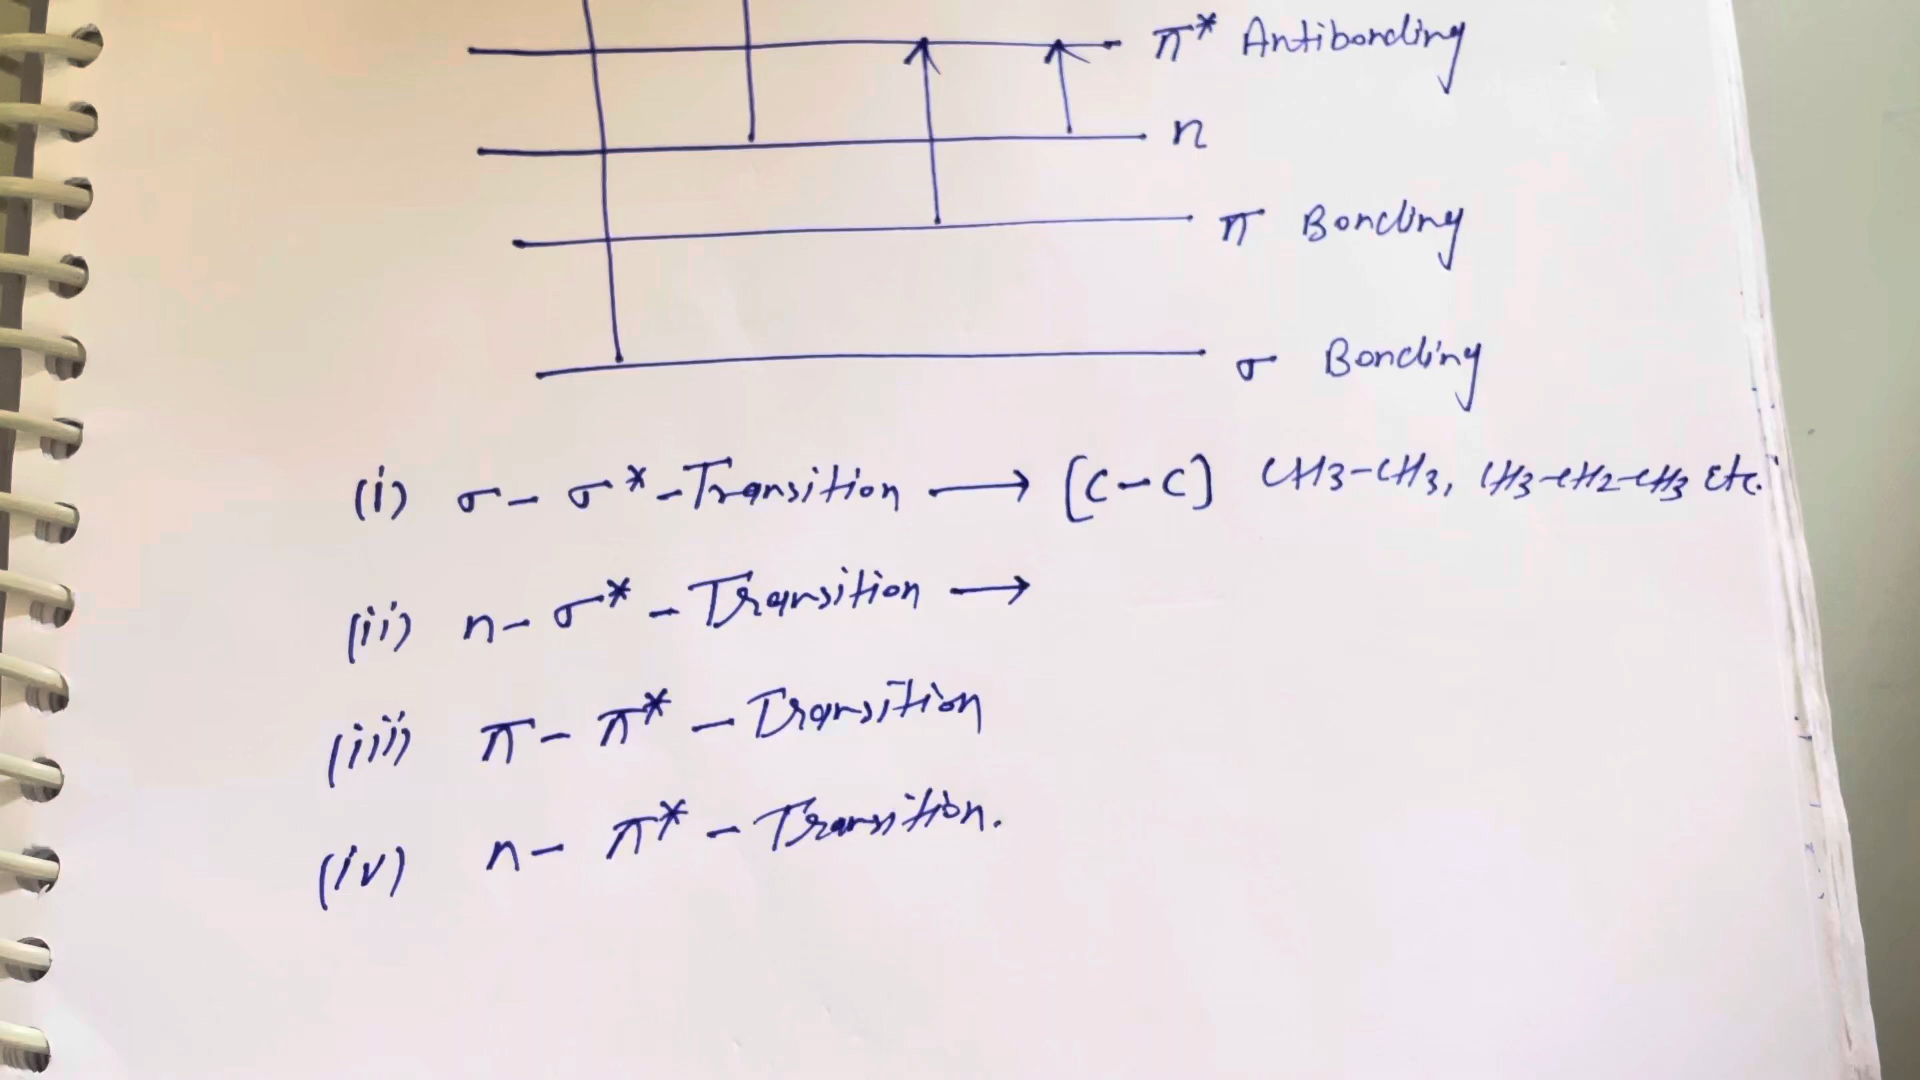 π* Antibonding
n
π Bonding
σ Bonding
(i) σ - σ* - Transition → [C-C] CH3-CH3, CH3-CH2-CH3 Etc.
(ii) n - σ* - Transition →
(iii) π - π* - Transition
(iv) n - π* - Transition.